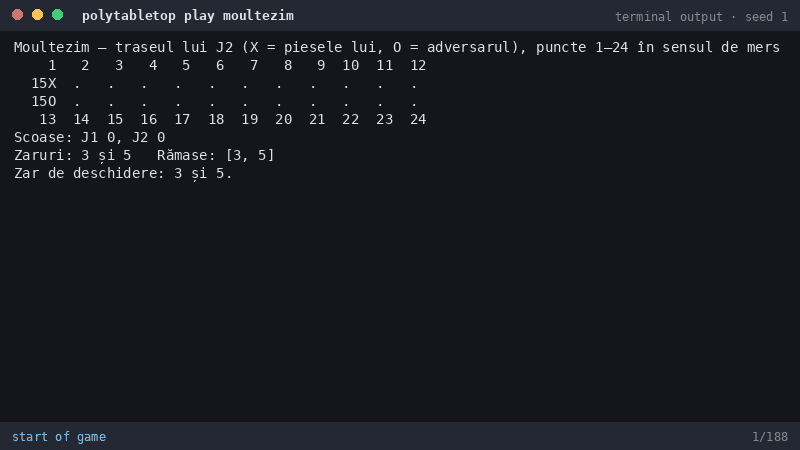 polytabletop play moultezim
terminal output · seed 1
Moultezim — traseul lui J2 (X = piesele lui, O = adversarul), puncte 1–24 în sensul de mers
1 2 3 4 5 6 7 8 9 10 11 12
15X . . . . . . . . . . .
15O . . . . . . . . . . .
13 14 15 16 17 18 19 20 21 22 23 24
Scoase: J1 0, J2 0
Zaruri: 3 și 5 Rămase: [3, 5]
Zar de deschidere: 3 și 5.
start of game
1/188